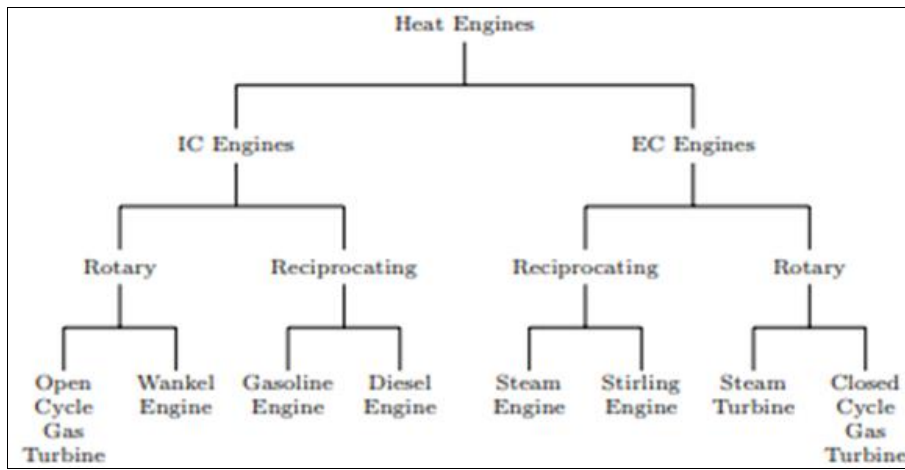 Heat Engines
IC Engines
EC Engines
Rotary
Reciprocating
Reciprocating
Rotary
Open
Cycle
Gas
Turbine
Wankel
Engine
Gasoline
Engine
Diesel
Engine
Steam
Engine
Stirling
Engine
Steam
Turbine
Closed
Cycle
Gas
Turbine